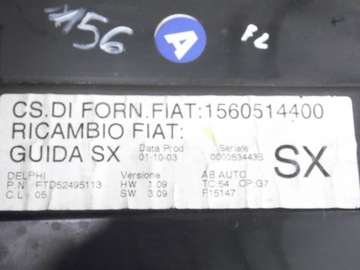 156
A
F2
CS.DI FORN.FIAT:1560514400
RICAMBIO FIAT:
GUIDA SX
Data Prod
01-10-03
Seriale
000053443B
SX
DELPHI
P.N FTD52495113
C.L 05
Versione
HW 1.09
SW 3.09
AB AUTO
TC:54 CP:G7
F15147